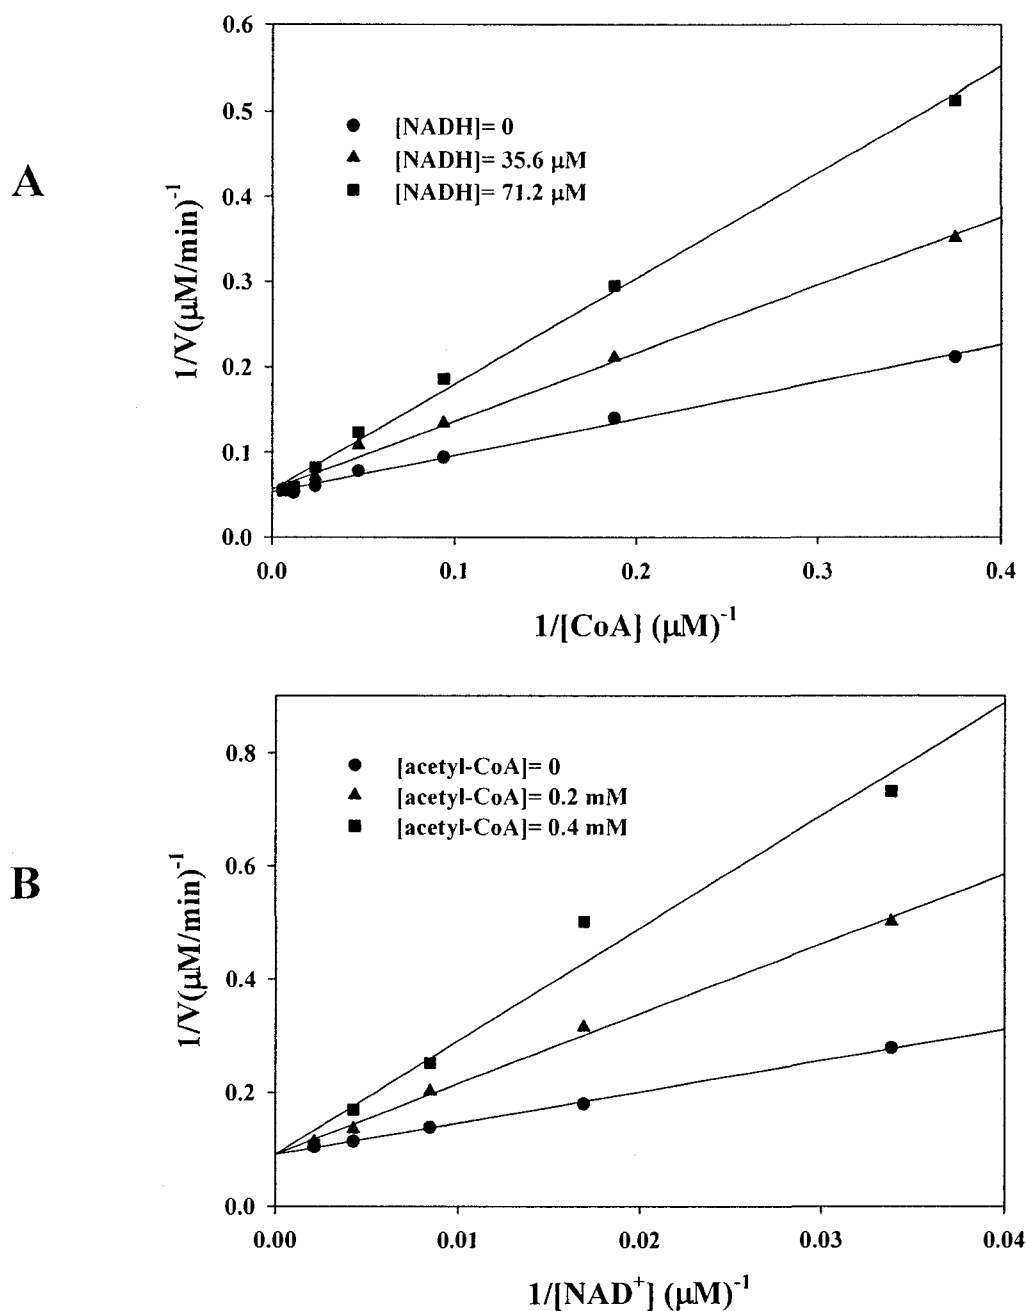 A
0.6
0.5
0.4
0.3
0.2
0.1
0.0
1/V(μM/min)⁻¹
[NADH]= 0
[NADH]= 35.6 μM
[NADH]= 71.2 μM
0.0 0.1 0.2 0.3 0.4
1/[CoA] (μM)⁻¹
B
0.8
0.6
0.4
0.2
0.0
1/V(μM/min)⁻¹
[acetyl-CoA]= 0
[acetyl-CoA]= 0.2 mM
[acetyl-CoA]= 0.4 mM
0.00 0.01 0.02 0.03 0.04
1/[NAD⁺] (μM)⁻¹